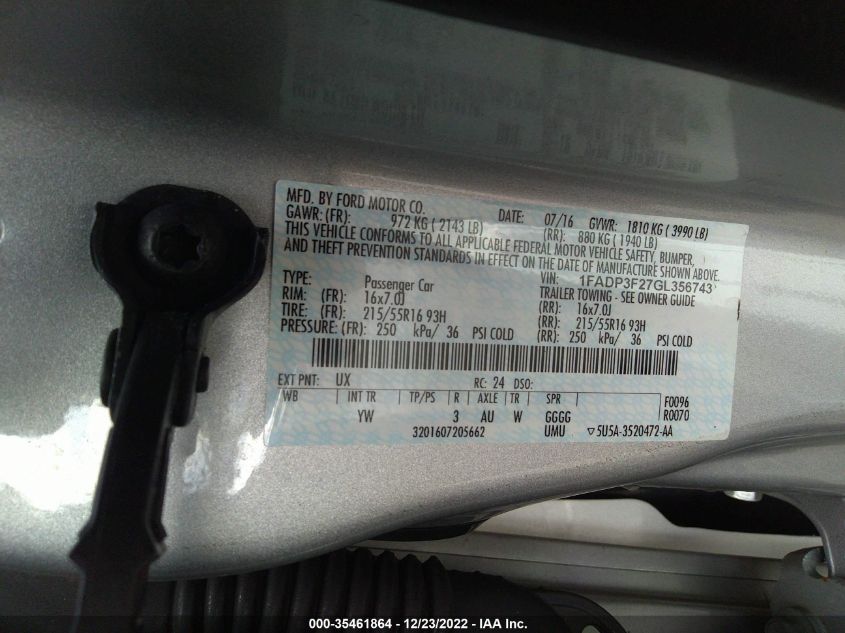 MFD. BY FORD MOTOR CO. DATE: 07/16 GVWR: 1810 KG ( 3990 LB)
GAWR: (FR): 972 KG ( 2143 LB) (RR): 880 KG ( 1940 LB)
THIS VEHICLE CONFORMS TO ALL APPLICABLE FEDERAL MOTOR VEHICLE SAFETY, BUMPER,
AND THEFT PREVENTION STANDARDS IN EFFECT ON THE DATE OF MANUFACTURE SHOWN ABOVE.
VIN: 1FADP3F27GL356743
TYPE: Passenger Car TRAILER TOWING - SEE OWNER GUIDE
RIM: (FR): 16x7.0J (RR): 16x7.0J
TIRE: (FR): 215/55R16 93H (RR): 215/55R16 93H
PRESSURE: (FR): 250 kPa/ 36 PSI COLD (RR): 250 kPa/ 36 PSI COLD
EXT PNT: UX RC: 24 DSO:
WB INT TR TP/PS R AXLE TR SPR F0096
YW 3 AU W GGGG R0070
3201607205662 UMU ▽5U5A-3520472-AA
000-35461864 - 12/23/2022 - IAA Inc.